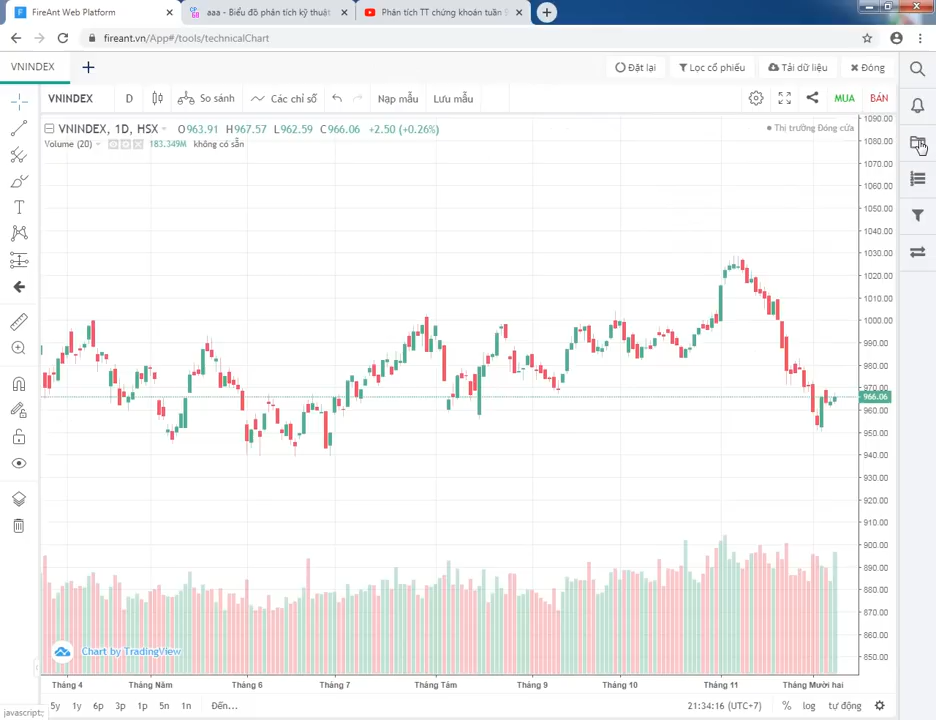 FireAnt Web Platform
aaa - Biểu đồ phân tích kỹ thuật
Phân tích TT chứng khoán tuần
fireant.vn/App#/tools/technicalChart
VNINDEX
Đặt lại
Lọc cổ phiếu
Tải dữ liệu
Đóng
VNINDEX
D
So sánh
Các chỉ số
Nạp mẫu
Lưu mẫu
MUA
BÁN
VNINDEX, 1D, HSX
O963.91 H967.57 L962.59 C966.06 +2.50 (+0.26%)
Thị trường Đóng cửa
Volume (20)
183.349M
không có sẵn
1090.00
1080.00
1070.00
1060.00
1050.00
1040.00
1030.00
1020.00
1010.00
1000.00
990.00
980.00
970.00
966.06
960.00
950.00
940.00
930.00
920.00
910.00
900.00
890.00
880.00
870.00
860.00
850.00
Chart by TradingView
Tháng 4
Tháng Năm
Tháng 6
Tháng 7
Tháng Tám
Tháng 9
Tháng 10
Tháng 11
Tháng Mười hai
5y
1y
6p
3p
1p
5n
1n
Đến...
21:34:16 (UTC+7)
%
log
tự động
javascript:;